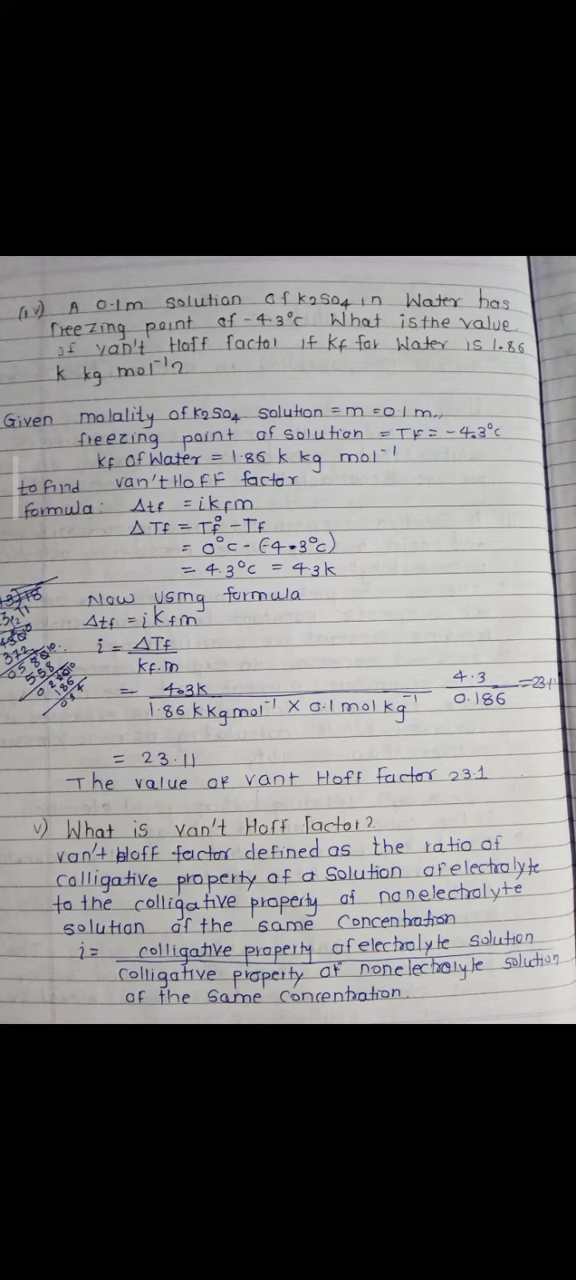 (iv) A 0.1m solution of K2SO4 in Water has
freezing point of -4.3°c What is the value
of van't Hoff factor if Kf for Water is 1.86
k kg mol⁻¹?
Given molality of K2SO4 solution = m = 0.1 m.
freezing point of solution = Tf = -4.3°c
Kf of Water = 1.86 k kg mol⁻¹
to find van't HOFF factor
formula: Δtf = ikfm
ΔTf = Tf° - Tf
= 0°c - (-4.3°c)
= 4.3°c = 4.3k
Now using formula
Δtf = ikfm
i = ΔTf / kf.m
= 4.3K / 1.86 k Kg mol⁻¹ × 0.1 mol kg⁻¹ 4.3 / 0.186 = 23.1
= 23.11
The value of vant Hoff Factor 23.1
v) What is van't Hoff factor?
van't Hoff factor defined as the ratio of
colligative property of a solution of electrolyte
to the colligative property of nonelectrolyte
solution of the same concentration
i = colligative property of electrolyte solution
colligative property of nonelectrolyte solution
of the same concentration.